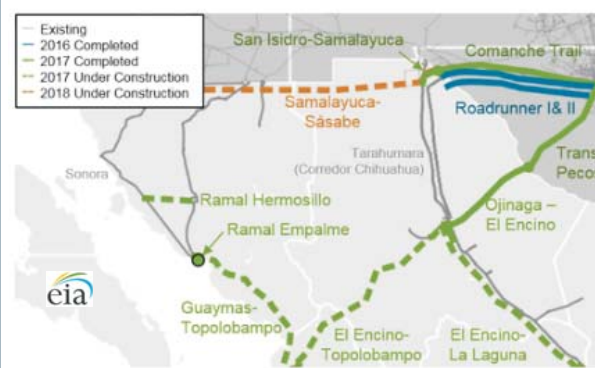 Existing
2016 Completed
2017 Completed
2017 Under Construction
2018 Under Construction
San Isidro-Samalayuca
Comanche Trail
Samalayuca-
Sásabe
Roadrunner I& II
Tarahumara
(Corredor Chihuahua)
Trans
Pecos
Sonora
Ramal Hermosillo
Ojinaga –
El Encino
Ramal Empalme
eia
Guaymas-
Topolobampo
El Encino-
Topolobampo
El Encino-
La Laguna